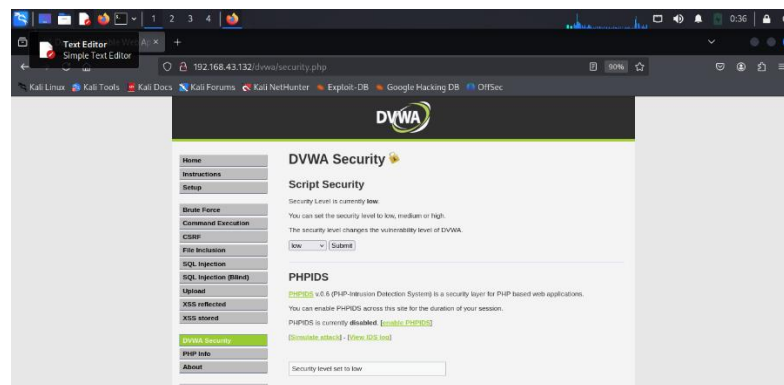 1 2 3 4
0:36
Text Editor
Simple Text Editor
192.168.43.132/dvwa/security.php
90%
Kali Linux Kali Tools Kali Docs Kali Forums Kali NetHunter Exploit-DB Google Hacking DB OffSec
DVWA
Home
Instructions
Setup
Brute Force
Command Execution
CSRF
File Inclusion
SQL Injection
SQL Injection (Blind)
Upload
XSS reflected
XSS stored
DVWA Security
PHP Info
About
DVWA Security
Script Security
Security Level is currently low.
You can set the security level to low, medium or high.
The security level changes the vulnerability level of DVWA.
low Submit
PHPIDS
PHPIDS v.0.6 (PHP-Intrusion Detection System) is a security layer for PHP based web applications.
You can enable PHPIDS across this site for the duration of your session.
PHPIDS is currently disabled. [enable PHPIDS]
[Simulate attack] - [View IDS log]
Security level set to low